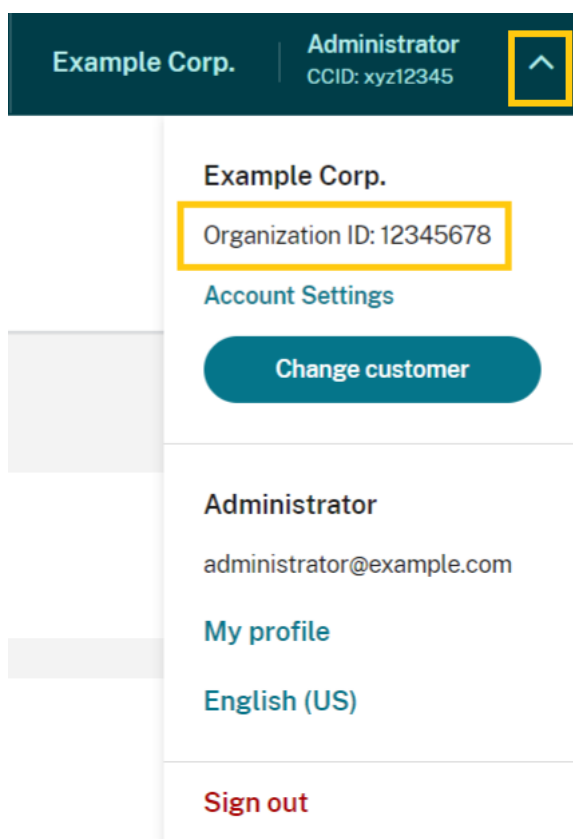 Example Corp.
Administrator
CCID: xyz12345
Example Corp.
Organization ID: 12345678
Account Settings
Change customer
Administrator
administrator@example.com
My profile
English (US)
Sign out